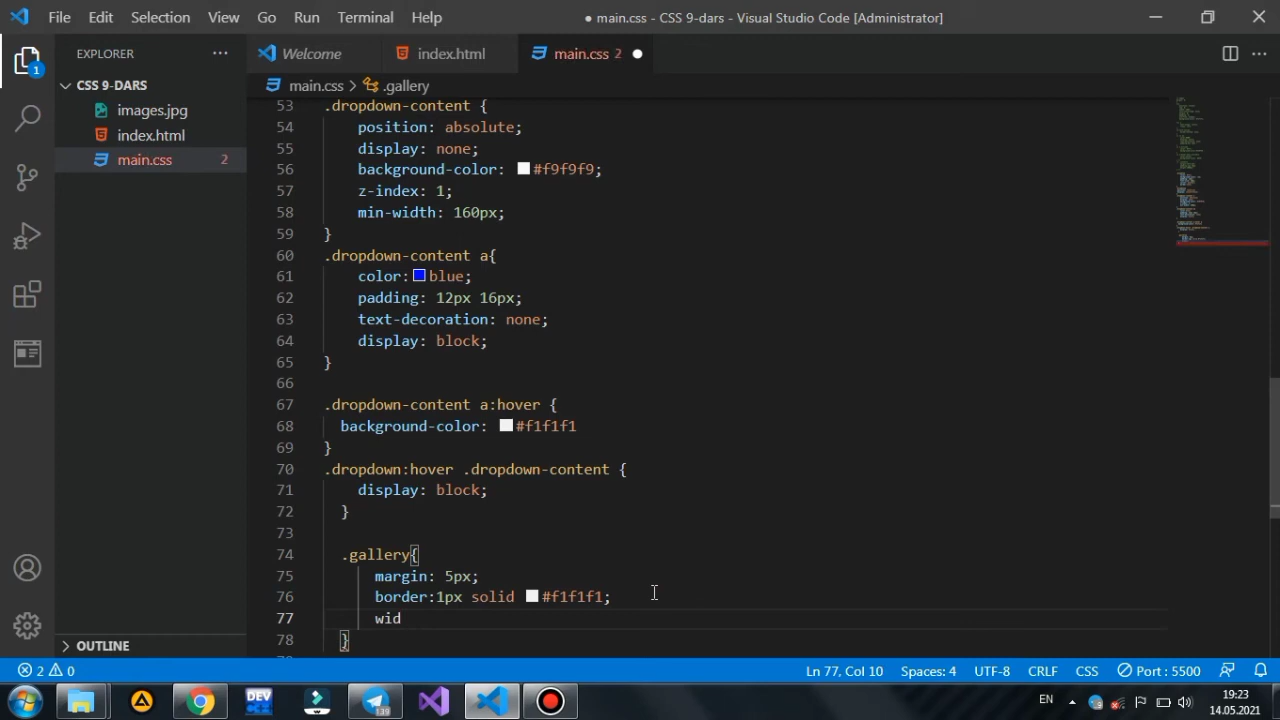 File Edit Selection View Go Run Terminal Help
● main.css - CSS 9-dars - Visual Studio Code [Administrator]
EXPLORER ···
Welcome
index.html
main.css 2
1
CSS 9-DARS
main.css > .gallery
images.jpg
index.html
main.css 2
53 .dropdown-content {
54 position: absolute;
55 display: none;
56 background-color: #f9f9f9;
57 z-index: 1;
58 min-width: 160px;
59 }
60 .dropdown-content a{
61 color: blue;
62 padding: 12px 16px;
63 text-decoration: none;
64 display: block;
65 }
66
67 .dropdown-content a:hover {
68 background-color: #f1f1f1
69 }
70 .dropdown:hover .dropdown-content {
71 display: block;
72 }
73
74 .gallery{
75 margin: 5px;
76 border:1px solid #f1f1f1;
77 wid
78 }
OUTLINE
2 0
Ln 77, Col 10 Spaces: 4 UTF-8 CRLF CSS Port : 5500
DEV
139
EN
19:23
14.05.2021